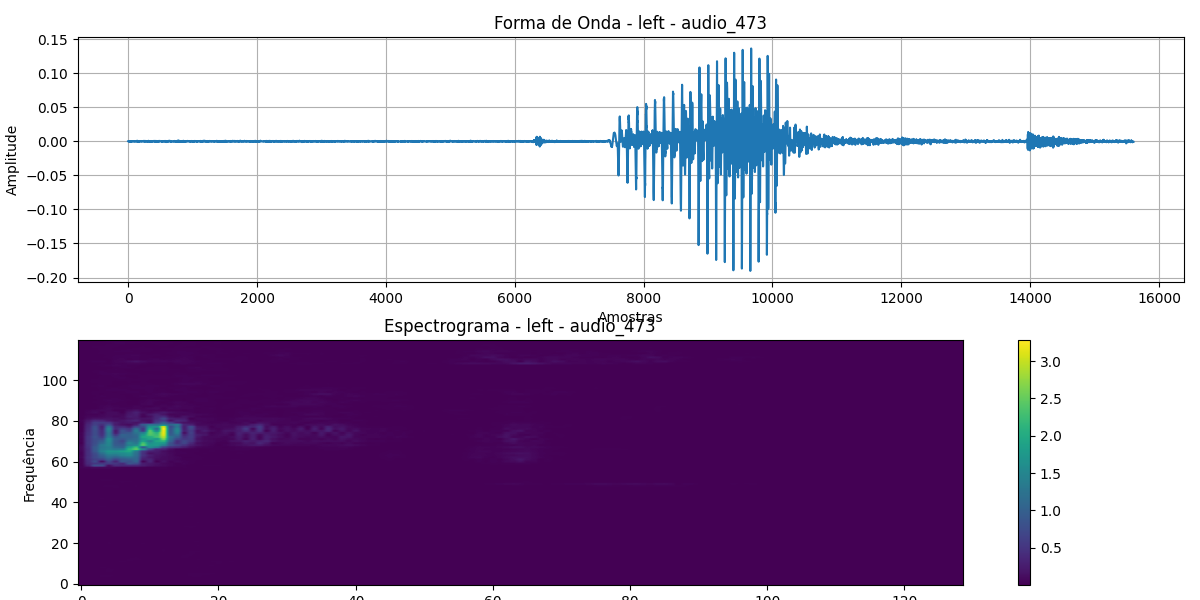 Forma de Onda - left - audio_473
0.15
0.10
0.05
0.00
−0.05
−0.10
−0.15
−0.20
Amplitude
0 2000 4000 6000 8000 10000 12000 14000 16000
Amostras
Espectrograma - left - audio_473
100
80
60
40
20
0
Frequência
3.0
2.5
2.0
1.5
1.0
0.5
0 20 40 60 80 100 120